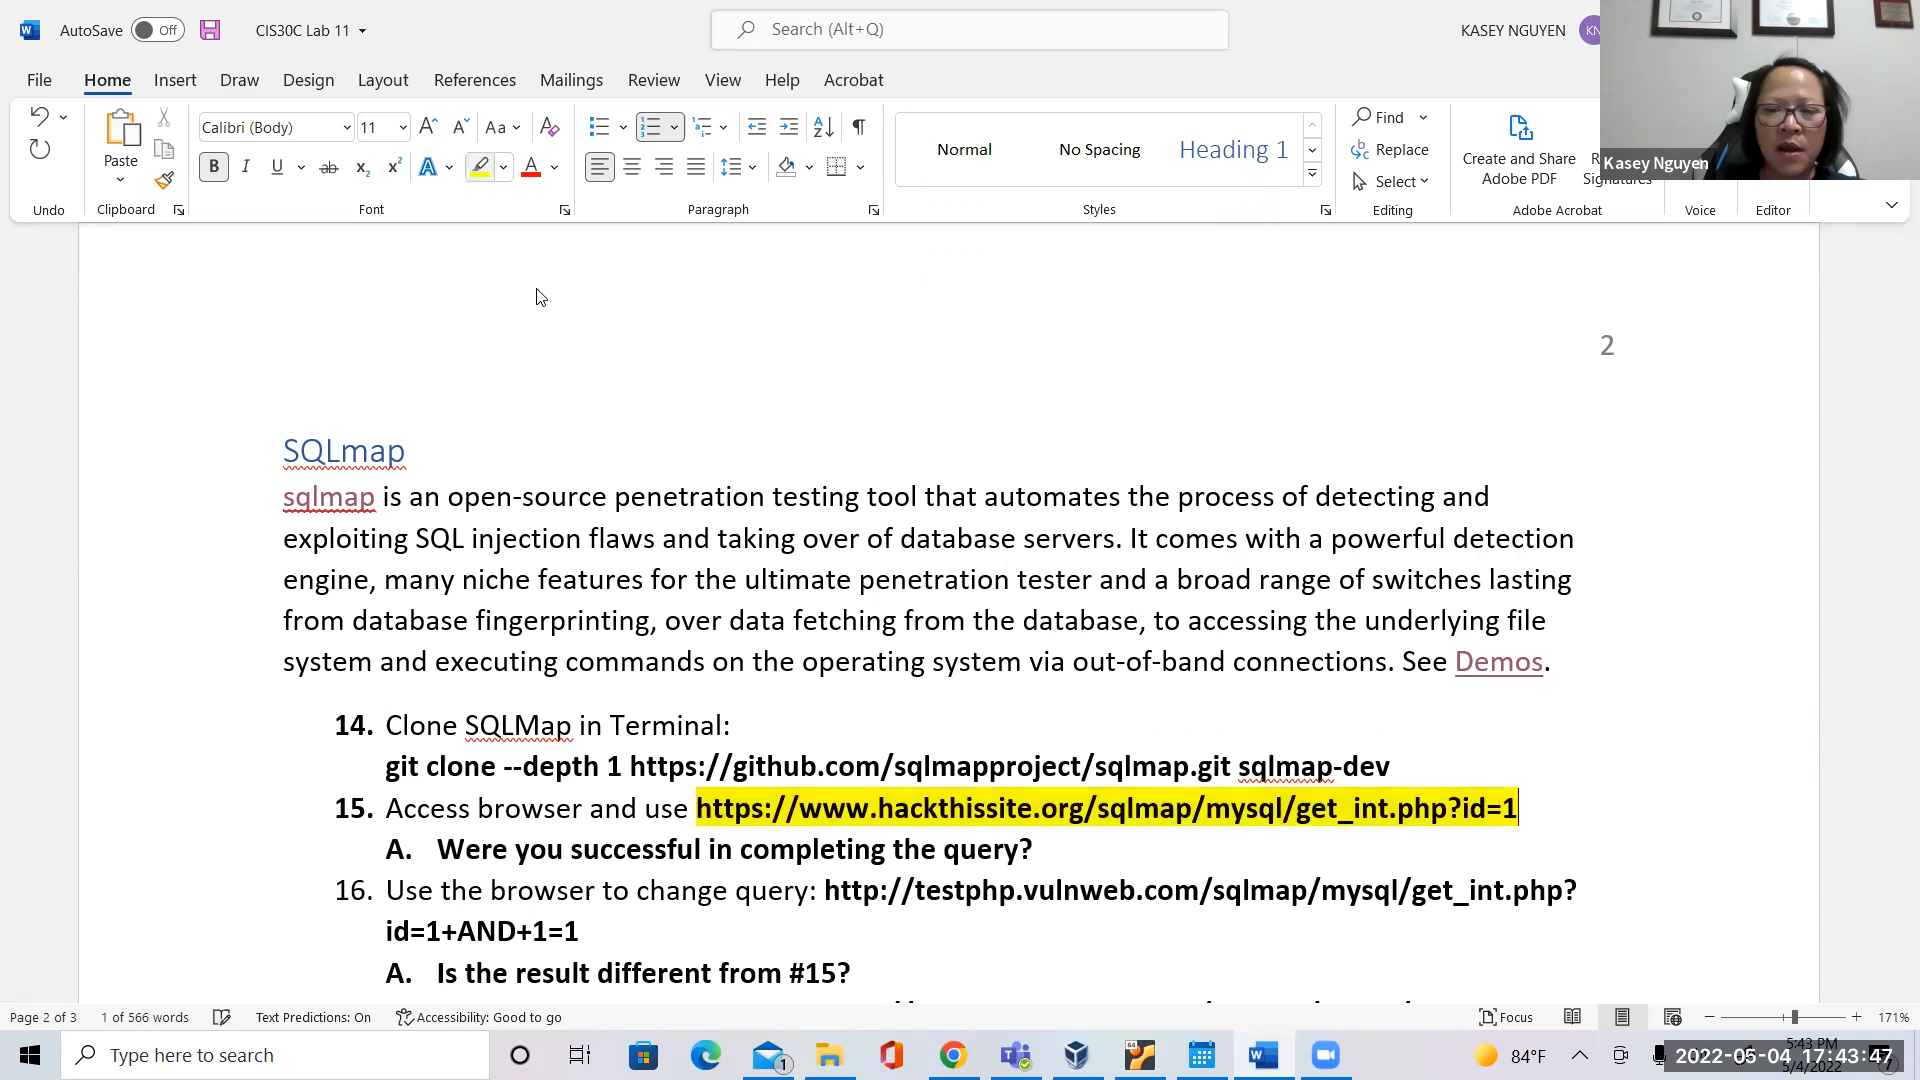 AutoSave Off CIS30C Lab 11 Search (Alt+Q) KASEY NGUYEN KN
File Home Insert Draw Design Layout References Mailings Review View Help Acrobat
Paste
Calibri (Body) 11
Normal No Spacing Heading 1
Find
Replace
Select
Create and Share
Adobe PDF
Signatures
Kasey Nguyen
Undo Clipboard Font Paragraph Styles Editing Adobe Acrobat Voice Editor
2
SQLmap
sqlmap is an open-source penetration testing tool that automates the process of detecting and
exploiting SQL injection flaws and taking over of database servers. It comes with a powerful detection
engine, many niche features for the ultimate penetration tester and a broad range of switches lasting
from database fingerprinting, over data fetching from the database, to accessing the underlying file
system and executing commands on the operating system via out-of-band connections. See Demos.
14. Clone SQLMap in Terminal:
git clone --depth 1 https://github.com/sqlmapproject/sqlmap.git sqlmap-dev
15. Access browser and use https://www.hackthissite.org/sqlmap/mysql/get_int.php?id=1
A. Were you successful in completing the query?
16. Use the browser to change query: http://testphp.vulnweb.com/sqlmap/mysql/get_int.php?
id=1+AND+1=1
A. Is the result different from #15?
Page 2 of 3 1 of 566 words Text Predictions: On Accessibility: Good to go Focus 171%
Type here to search 1 84°F
5:43 PM
2022-05-04 17:43:47
5/4/2022